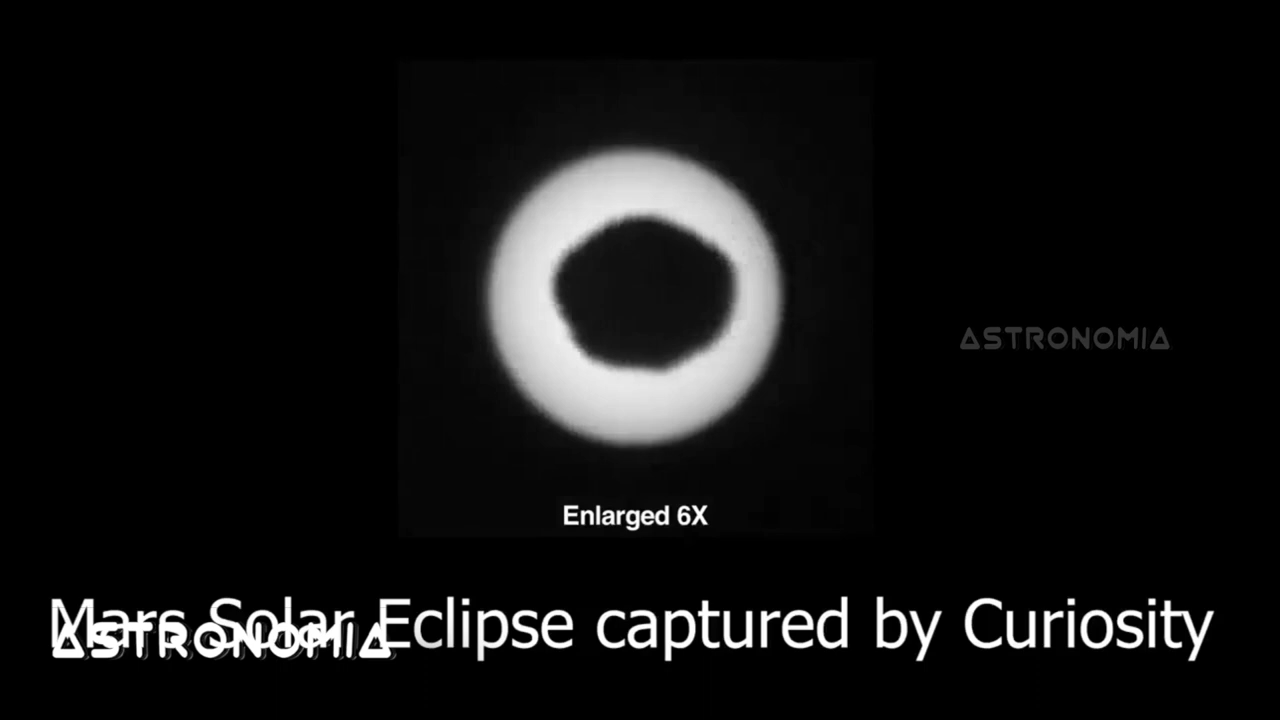 ASTRONOMIA
Enlarged 6X
Mars Solar Eclipse captured by Curiosity
ASTRONOMIA